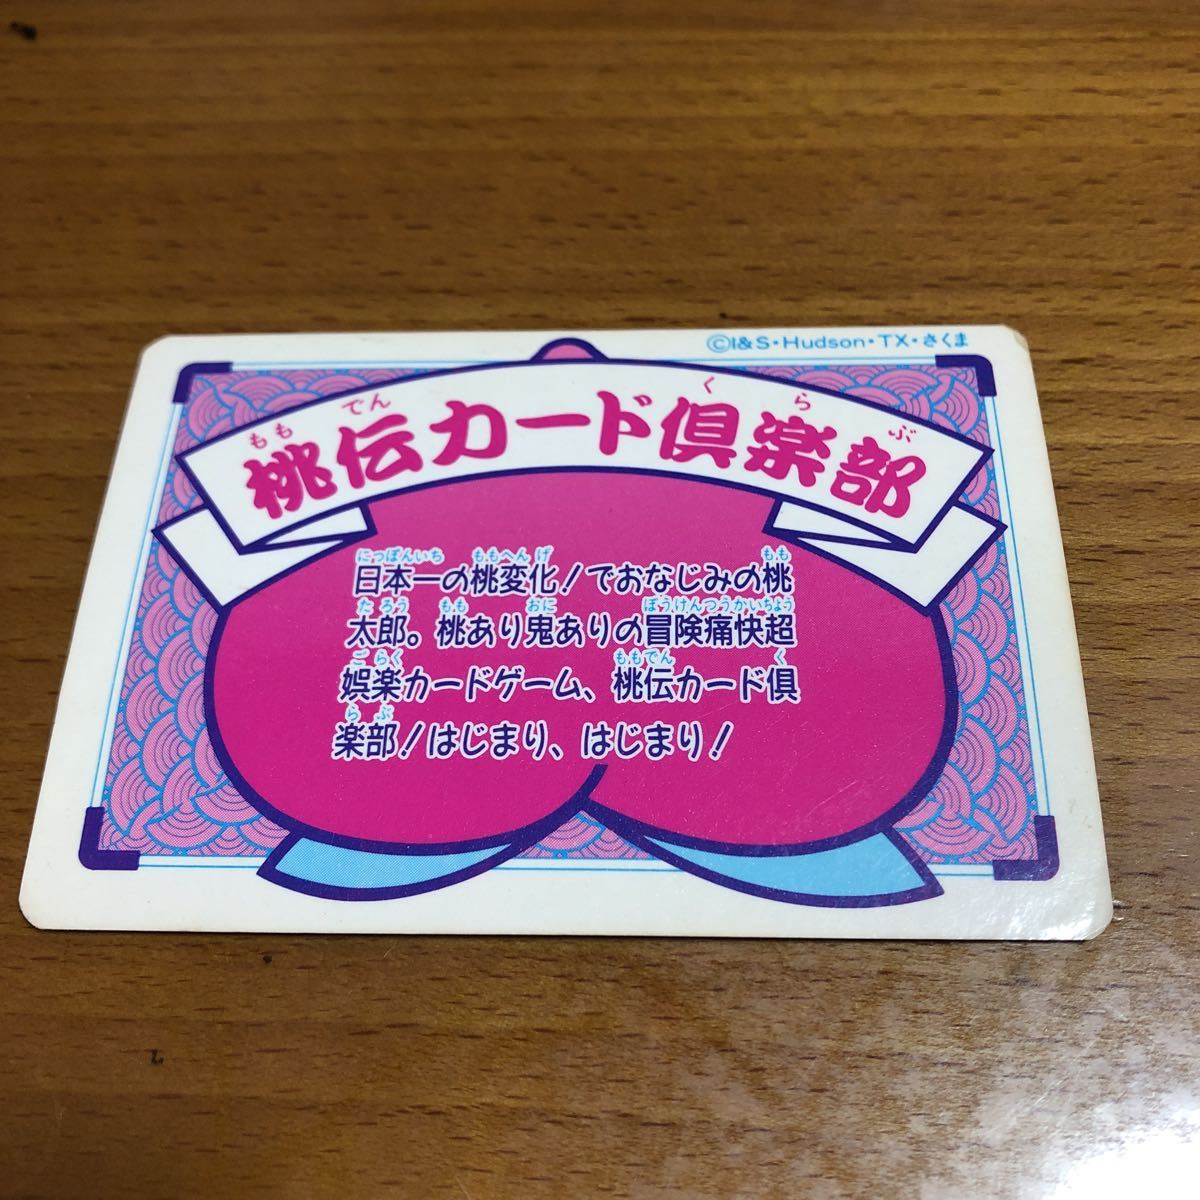 ©I&S・Hudson・TX・さくま
ももでんくらぶ
桃伝カード倶楽部
にっぽんいち ももへんげ もも
日本一の桃変化！でおなじみの桃
たろう もも おに ぼうけんつうかいちょう
太郎。桃あり鬼ありの冒険痛快超
ごらく ももでん く
娯楽カードゲーム、桃伝カード倶
らぶ
楽部！はじまり、はじまり！